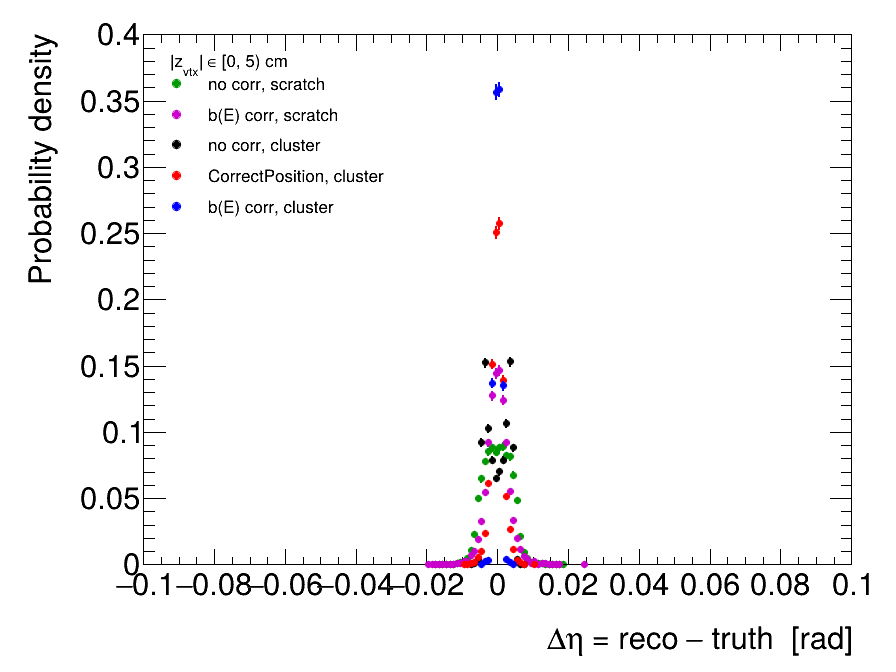 Probability density
0.4
0.35
0.3
0.25
0.2
0.15
0.1
0.05
0
|z_vtx| ∈ [0, 5) cm
no corr, scratch
b(E) corr, scratch
no corr, cluster
CorrectPosition, cluster
b(E) corr, cluster
−0.1 −0.08 −0.06 −0.04 −0.02 0 0.02 0.04 0.06 0.08 0.1
Δη = reco − truth [rad]